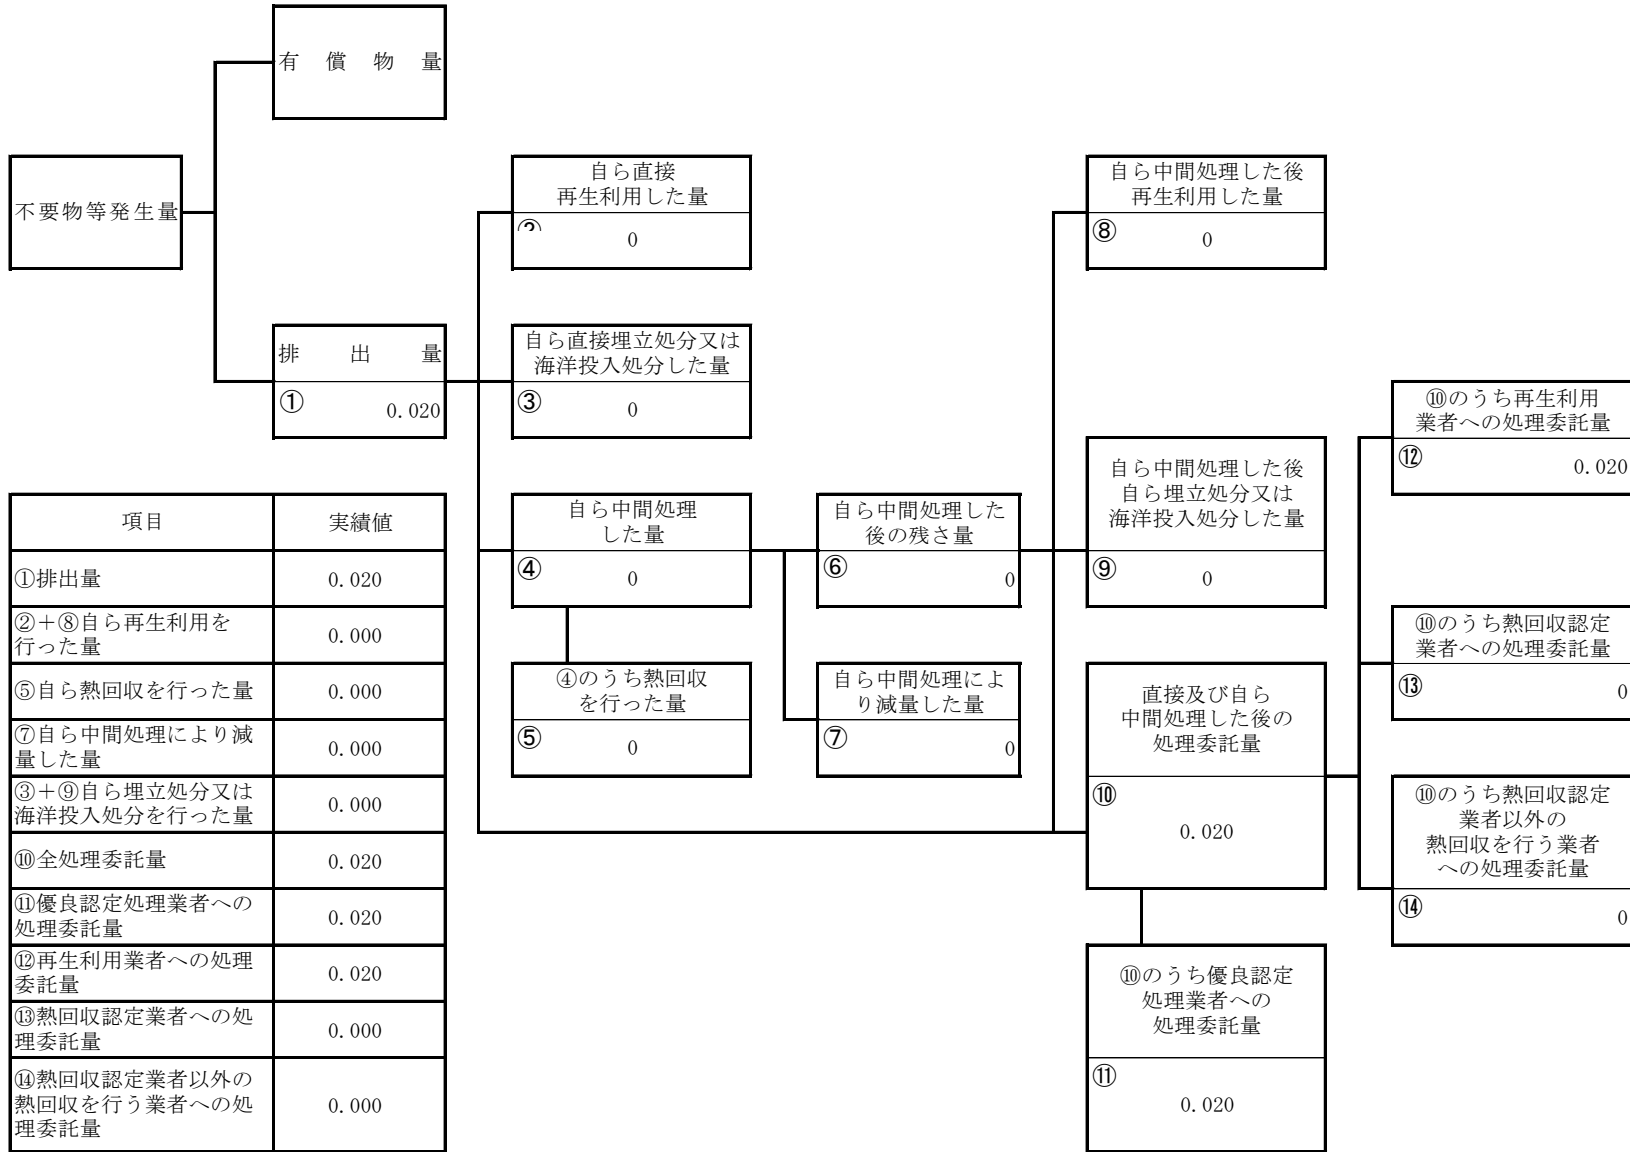 有償物量
不要物等発生量
排出量
① 0.020
自ら直接
再生利用した量
② 0
自ら直接埋立処分又は
海洋投入処分した量
③ 0
自ら中間処理
した量
④ 0
④のうち熱回収
を行った量
⑤ 0
自ら中間処理した
後の残さ量
⑥ 0
自ら中間処理によ
り減量した量
⑦ 0
自ら中間処理した後
再生利用した量
⑧ 0
自ら中間処理した後
自ら埋立処分又は
海洋投入処分した量
⑨ 0
直接及び自ら
中間処理した後の
処理委託量
⑩
0.020
⑩のうち優良認定
処理業者への
処理委託量
⑪
0.020
⑩のうち再生利用
業者への処理委託量
⑫ 0.020
⑩のうち熱回収認定
業者への処理委託量
⑬ 0
⑩のうち熱回収認定
業者以外の
熱回収を行う業者
への処理委託量
⑭ 0
項目 実績値
①排出量 0.020
②+⑧自ら再生利用を
行った量 0.000
⑤自ら熱回収を行った量 0.000
⑦自ら中間処理により減
量した量 0.000
③+⑨自ら埋立処分又は
海洋投入処分を行った量 0.000
⑩全処理委託量 0.020
⑪優良認定処理業者への
処理委託量 0.020
⑫再生利用業者への処理
委託量 0.020
⑬熱回収認定業者への処
理委託量 0.000
⑭熱回収認定業者以外の
熱回収を行う業者への処
理委託量 0.000